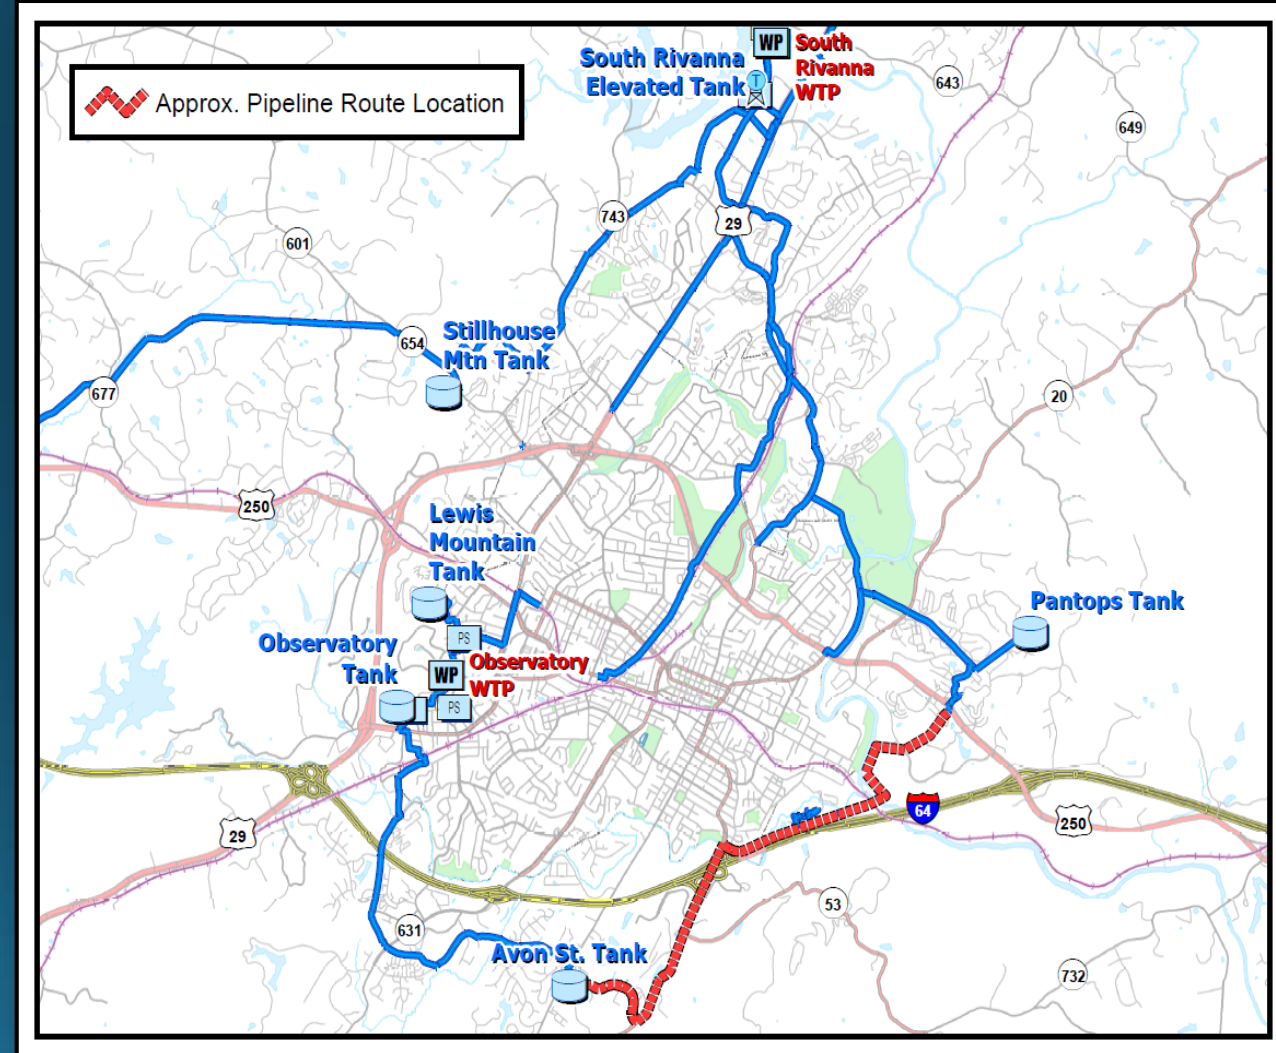 WP
South
Rivanna
WTP
South Rivanna
Elevated Tank
T
643
Approx. Pipeline Route Location
649
743
29
601
Stillhouse
Mtn Tank
654
677
20
250
Lewis
Mountain
Tank
Pantops Tank
PS
Observatory
Tank
WP
Observatory
WTP
PS
64
250
29
53
631
Avon St. Tank
732